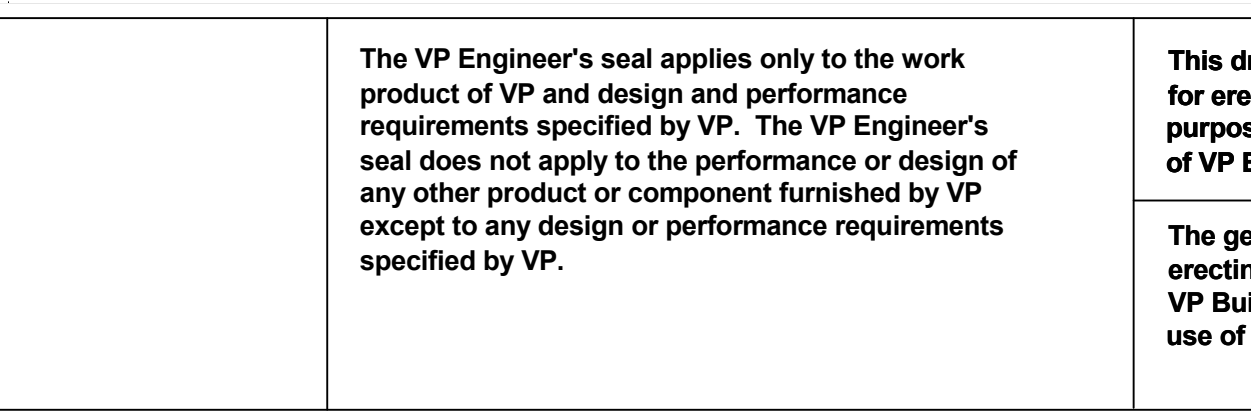 The VP Engineer's seal applies only to the work
product of VP and design and performance
requirements specified by VP.  The VP Engineer's
seal does not apply to the performance or design of
any other product or component furnished by VP
except to any design or performance requirements
specified by VP.
This
for
of VP
The
VP
use of